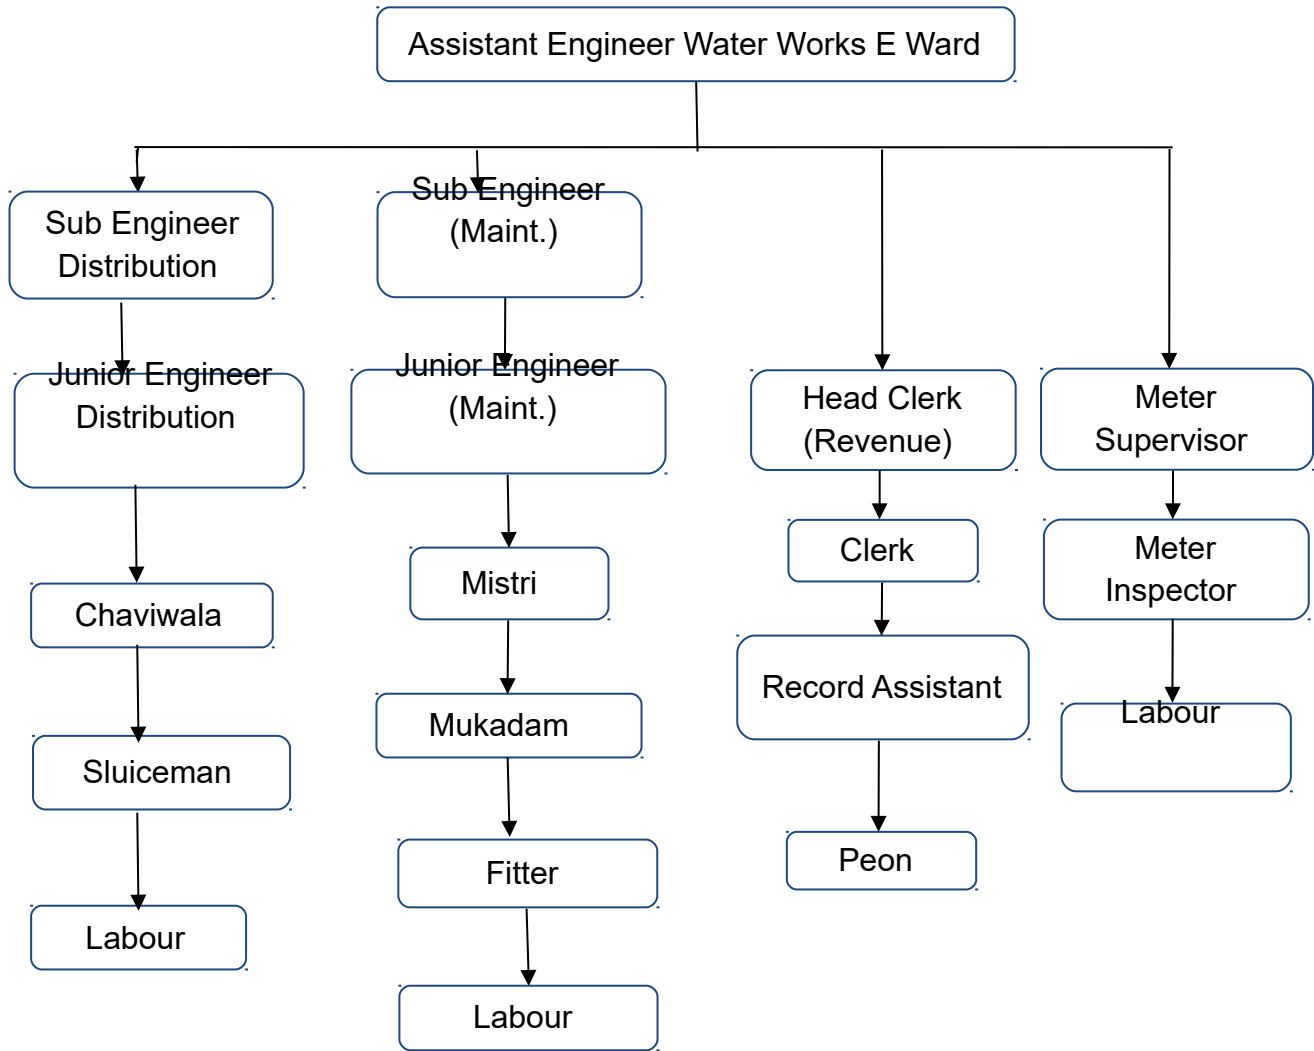 Assistant Engineer Water Works E Ward
Sub Engineer
Distribution
Sub Engineer
(Maint.)
Junior Engineer
Distribution
Junior Engineer
(Maint.)
Head Clerk
(Revenue)
Meter
Supervisor
Clerk
Meter
Inspector
Mistri
Chaviwala
Record Assistant
Labour
Mukadam
Sluiceman
Peon
Fitter
Labour
Labour